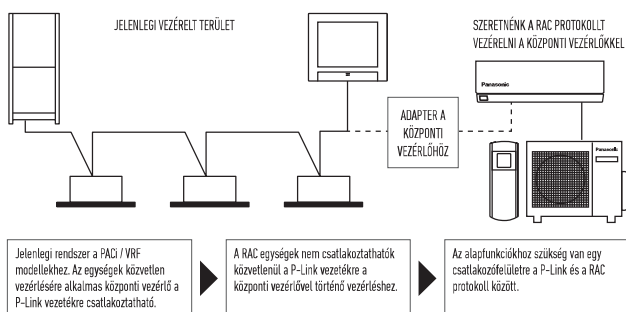 JELENLEGI VEZÉRELT TERÜLET
SZERETNÉNK A RAC PROTOKOLLT
VEZÉRELNI A KÖZPONTI VEZÉRLŐKKEL
Panasonic
ADAPTER A
KÖZPONTI
VEZÉRLŐHÖZ
Panasonic
Jelenlegi rendszer a PACi / VRF
modellekhez. Az egységek közvetlen
vezérlésére alkalmas központi vezérlő a
P-Link vezetékre csatlakoztatható.
A RAC egységek nem csatlakoztathatók
közvetlenül a P-Link vezetékre a
központi vezérlővel történő vezérléshez.
Az alapfunkciókhoz szükség van egy
csatlakozófelületre a P-Link és a RAC
protokoll között.